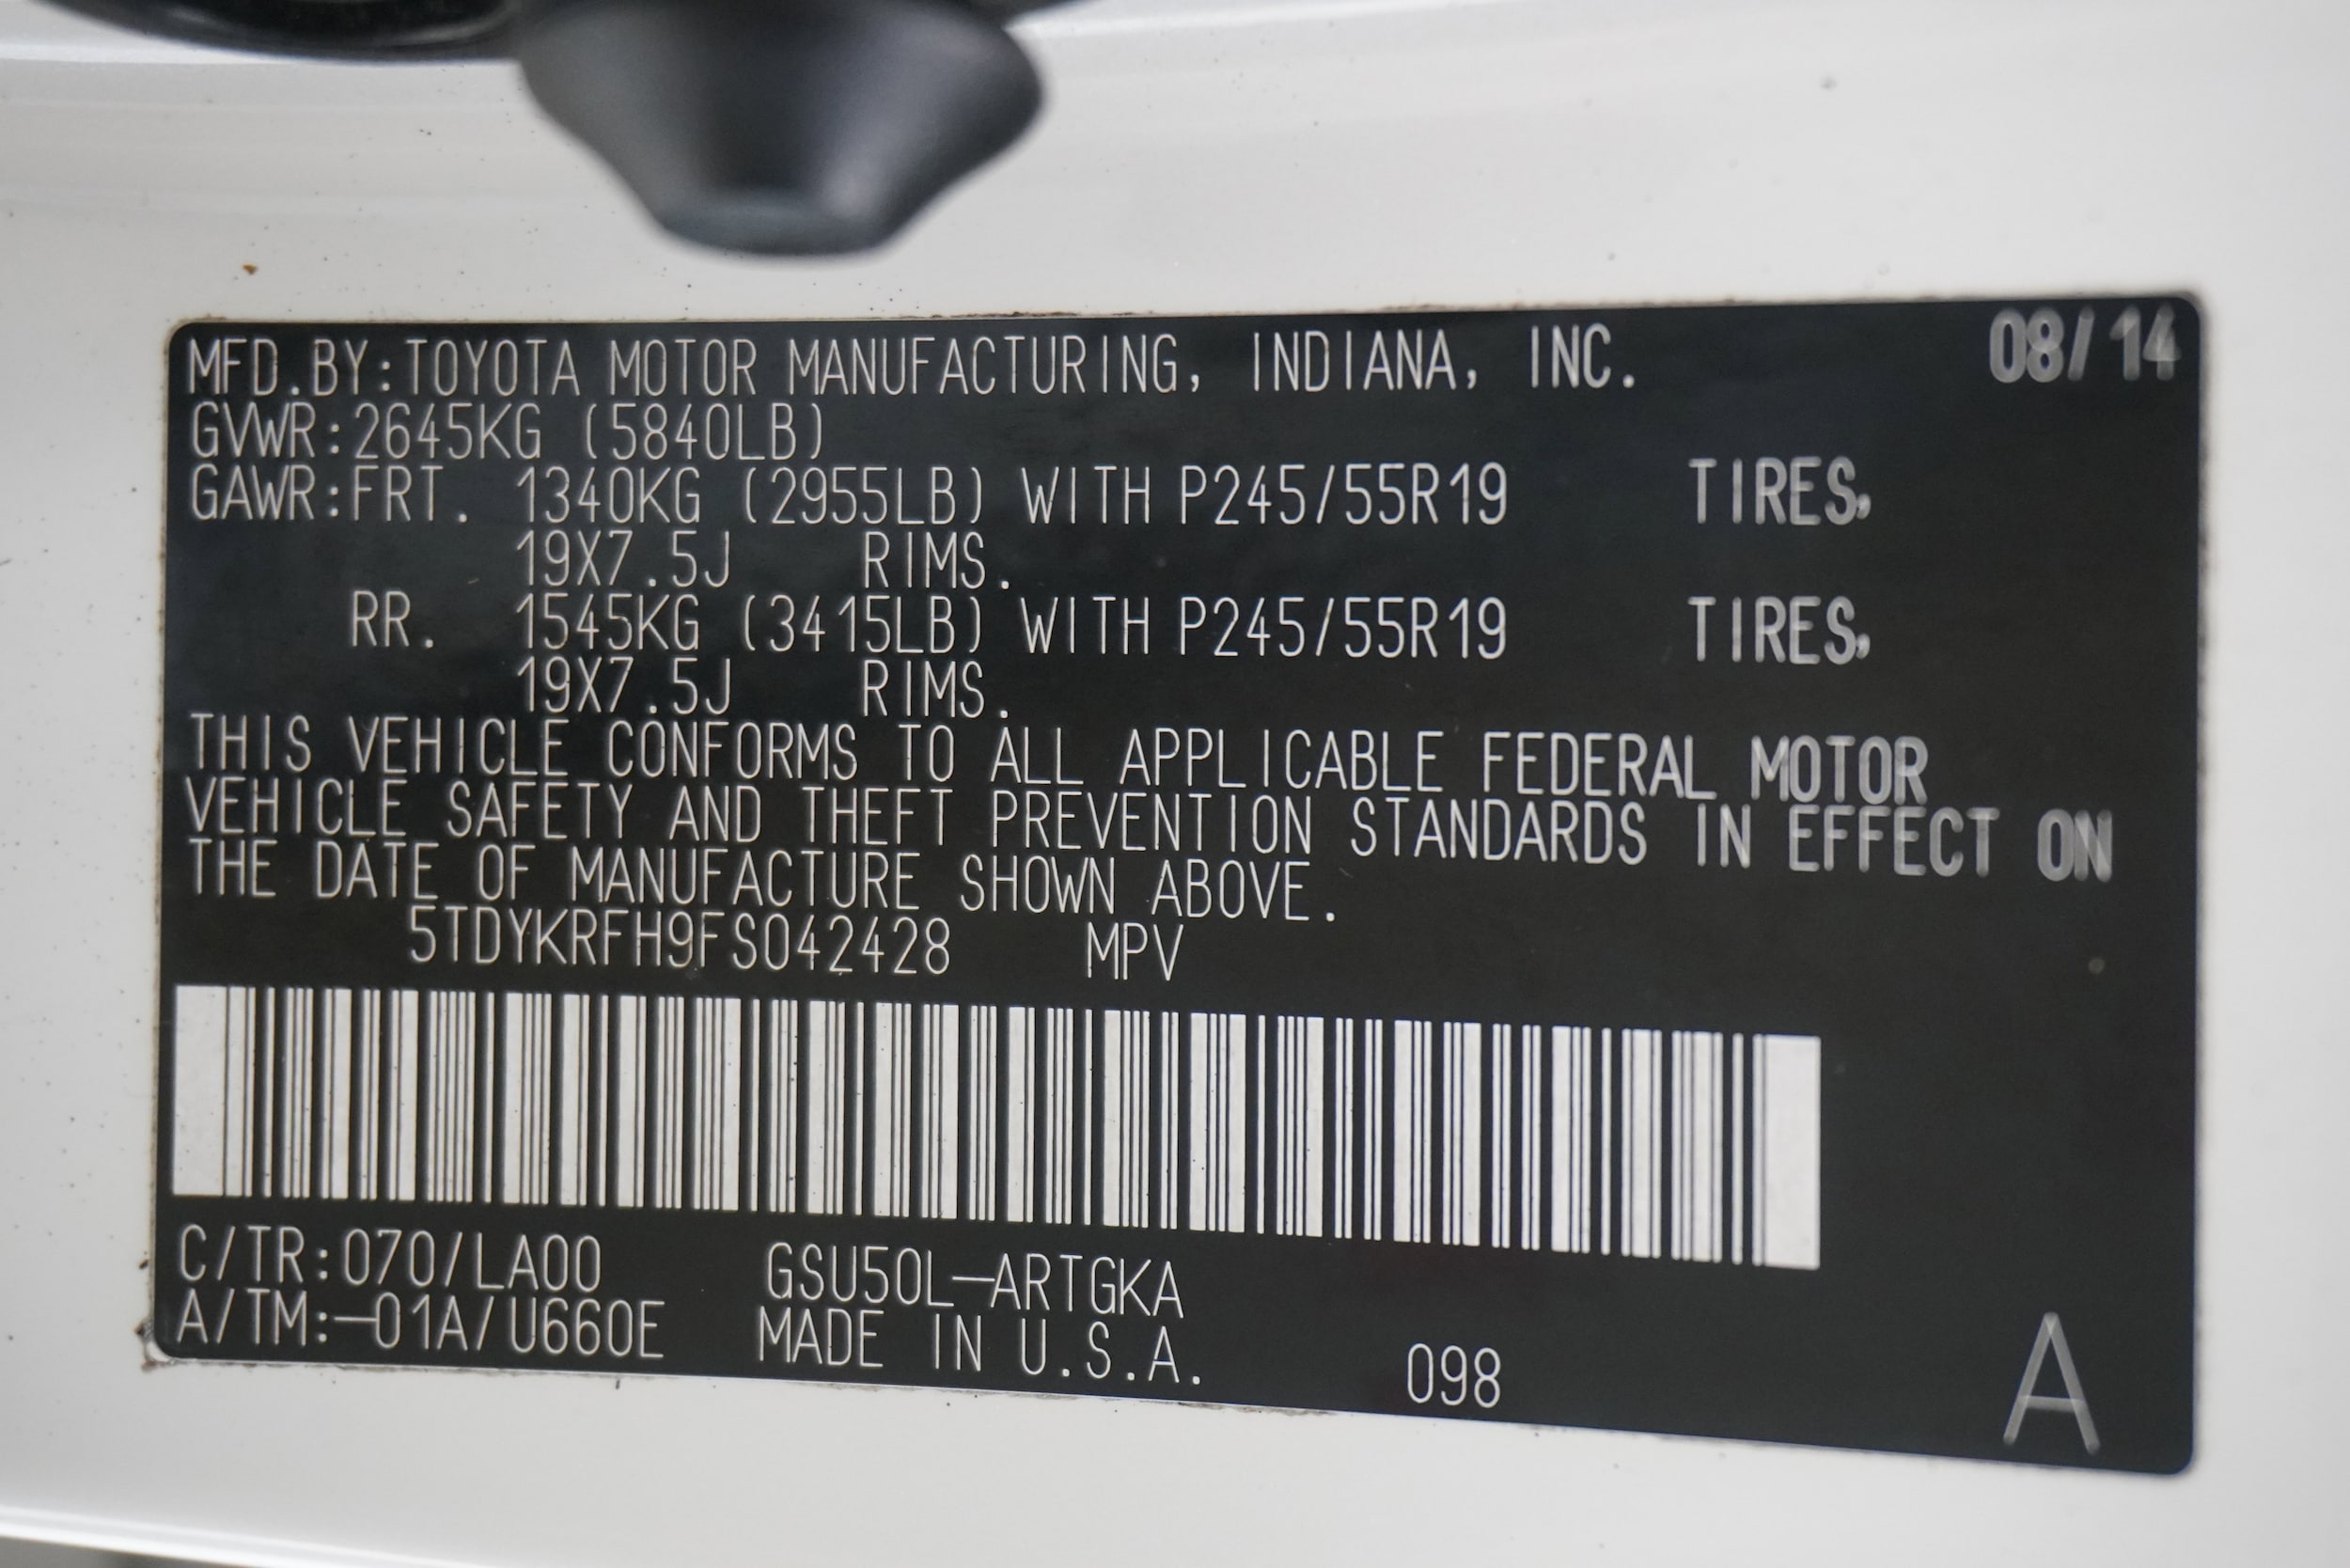 MFD.BY:TOYOTA MOTOR MANUFACTURING, INDIANA, INC. 08/14
GVWR:2645KG (5840LB)
GAWR:FRT. 1340KG (2955LB) WITH P245/55R19 TIRES,
19X7.5J RIMS.
RR. 1545KG (3415LB) WITH P245/55R19 TIRES,
19X7.5J RIMS.
THIS VEHICLE CONFORMS TO ALL APPLICABLE FEDERAL MOTOR
VEHICLE SAFETY AND THEFT PREVENTION STANDARDS IN EFFECT ON
THE DATE OF MANUFACTURE SHOWN ABOVE.
5TDYKRFH9FS042428 MPV
C/TR:070/LA00 GSU50L-ARTGKA
A/TM:-01A/U660E MADE IN U.S.A. 098 A